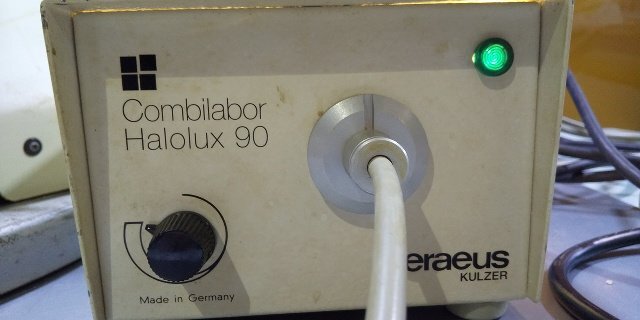 Combilabor
Halolux 90
eraeus
KULZER
Made in Germany